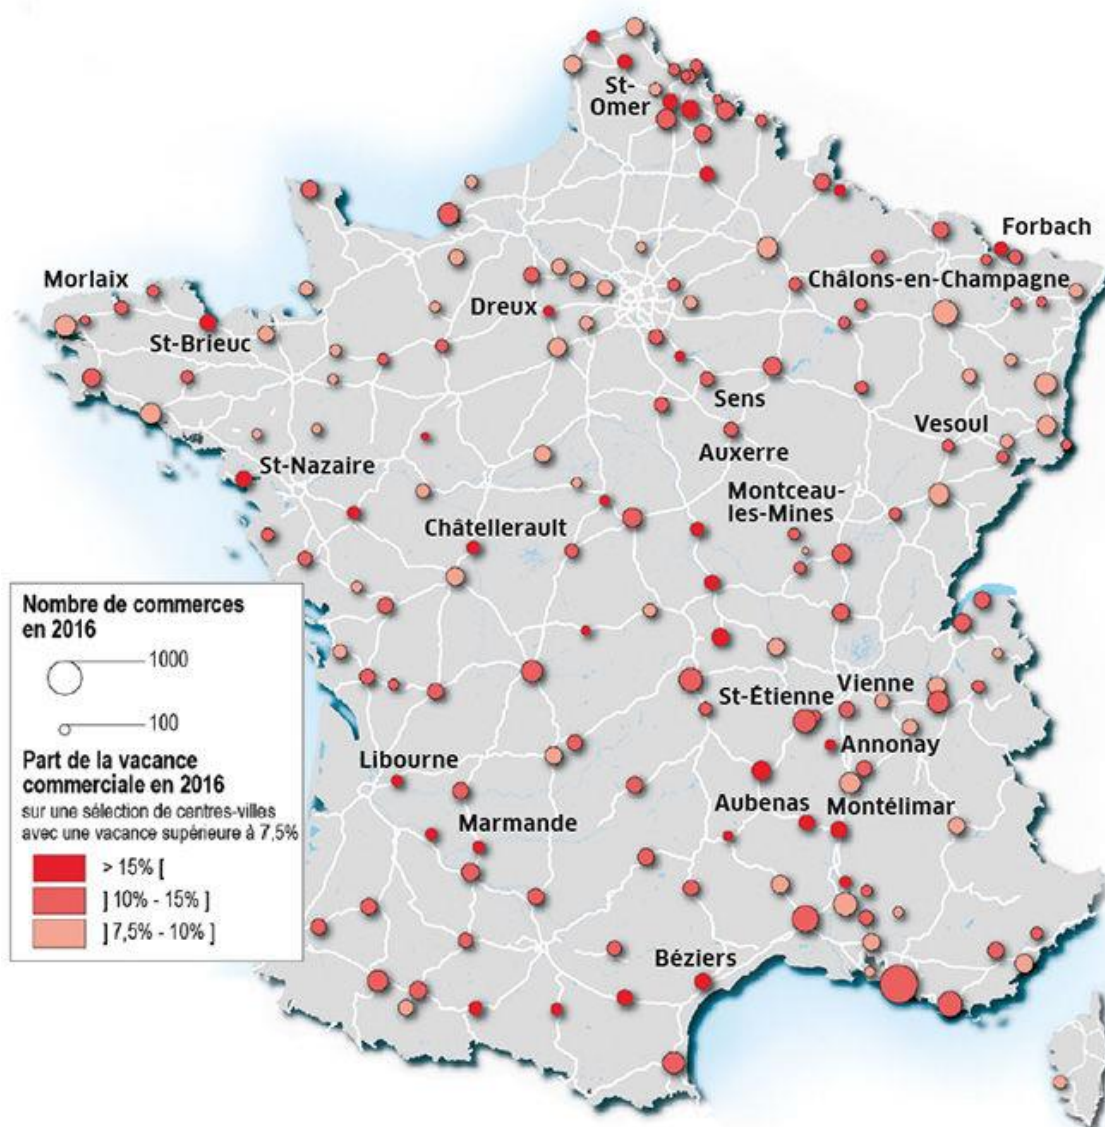 St-
Omer
Forbach
Châlons-en-Champagne
Morlaix
Dreux
St-Brieuc
Sens
Vesoul
Auxerre
St-Nazaire
Montceau-
les-Mines
Châtellerault
Nombre de commerces
en 2016
1000
100
Part de la vacance
commerciale en 2016
sur une sélection de centres-villes
avec une vacance supérieure à 7,5%
> 15% [
] 10% - 15% ]
] 7,5% - 10% ]
St-Étienne
Vienne
Annonay
Libourne
Aubenas
Montélimar
Marmande
Béziers